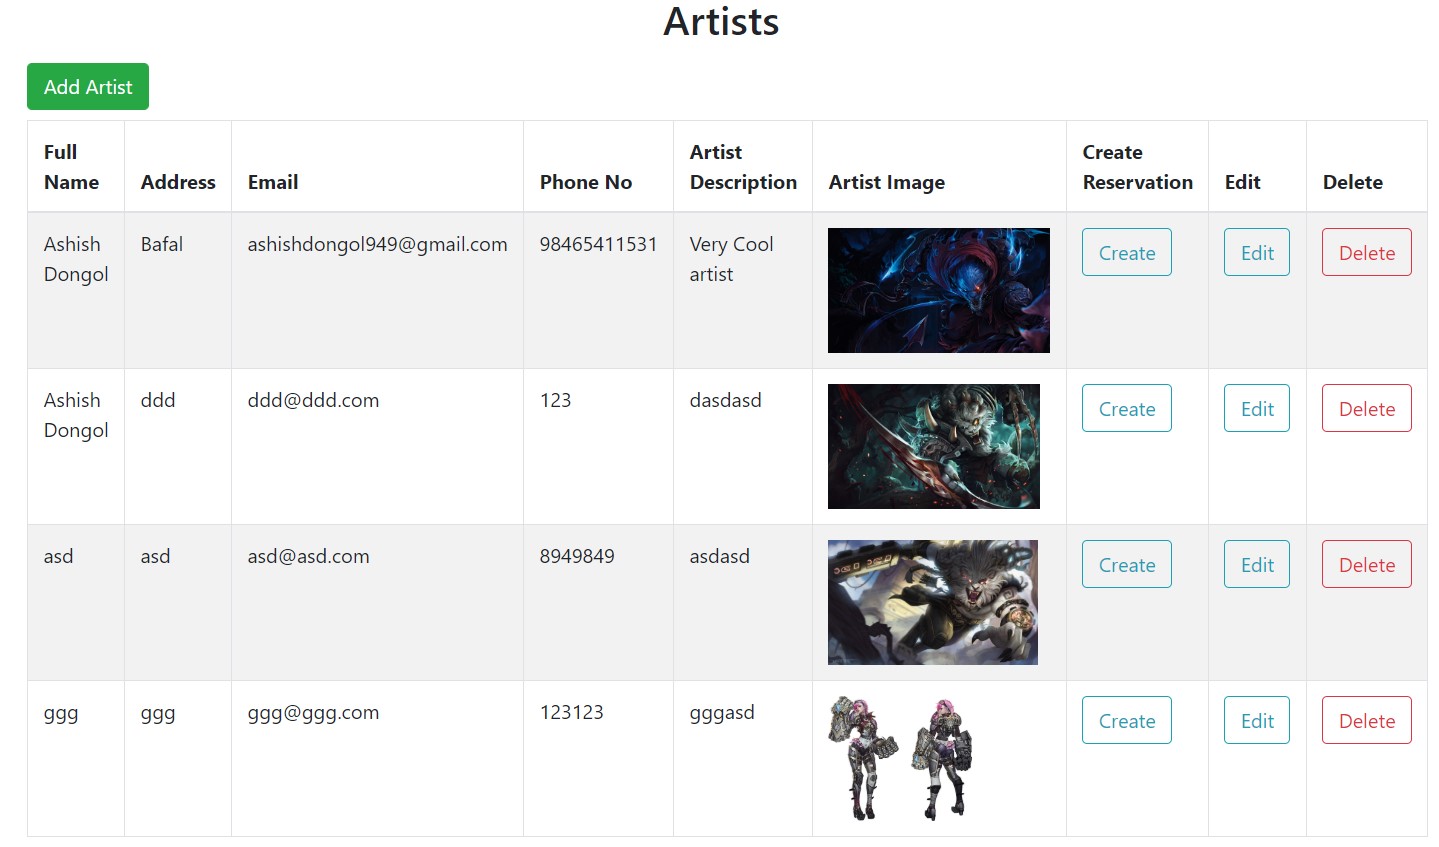 Artists
Add Artist
Full Name Address Email Phone No Artist Description Artist Image Create Reservation Edit Delete
Ashish Dongol Bafal ashishdongol949@gmail.com 98465411531 Very Cool artist Create Edit Delete
Ashish Dongol ddd ddd@ddd.com 123 dasdasd Create Edit Delete
asd asd asd@asd.com 8949849 asdasd Create Edit Delete
ggg ggg ggg@ggg.com 123123 gggasd Create Edit Delete